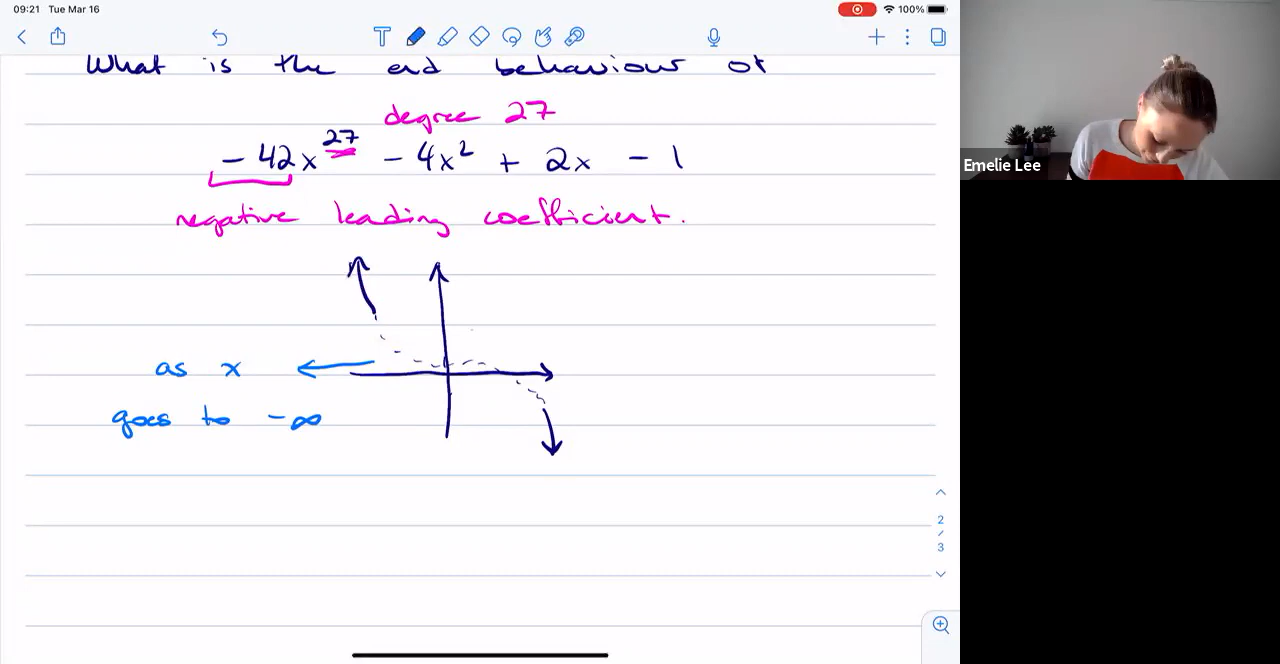 09:21 Tue Mar 16
100%
What is the end behaviour of
degree 27
-42x^27 - 4x^2 + 2x - 1
negative leading coefficient.
as x
goes to -∞
Emelie Lee
2
/
3